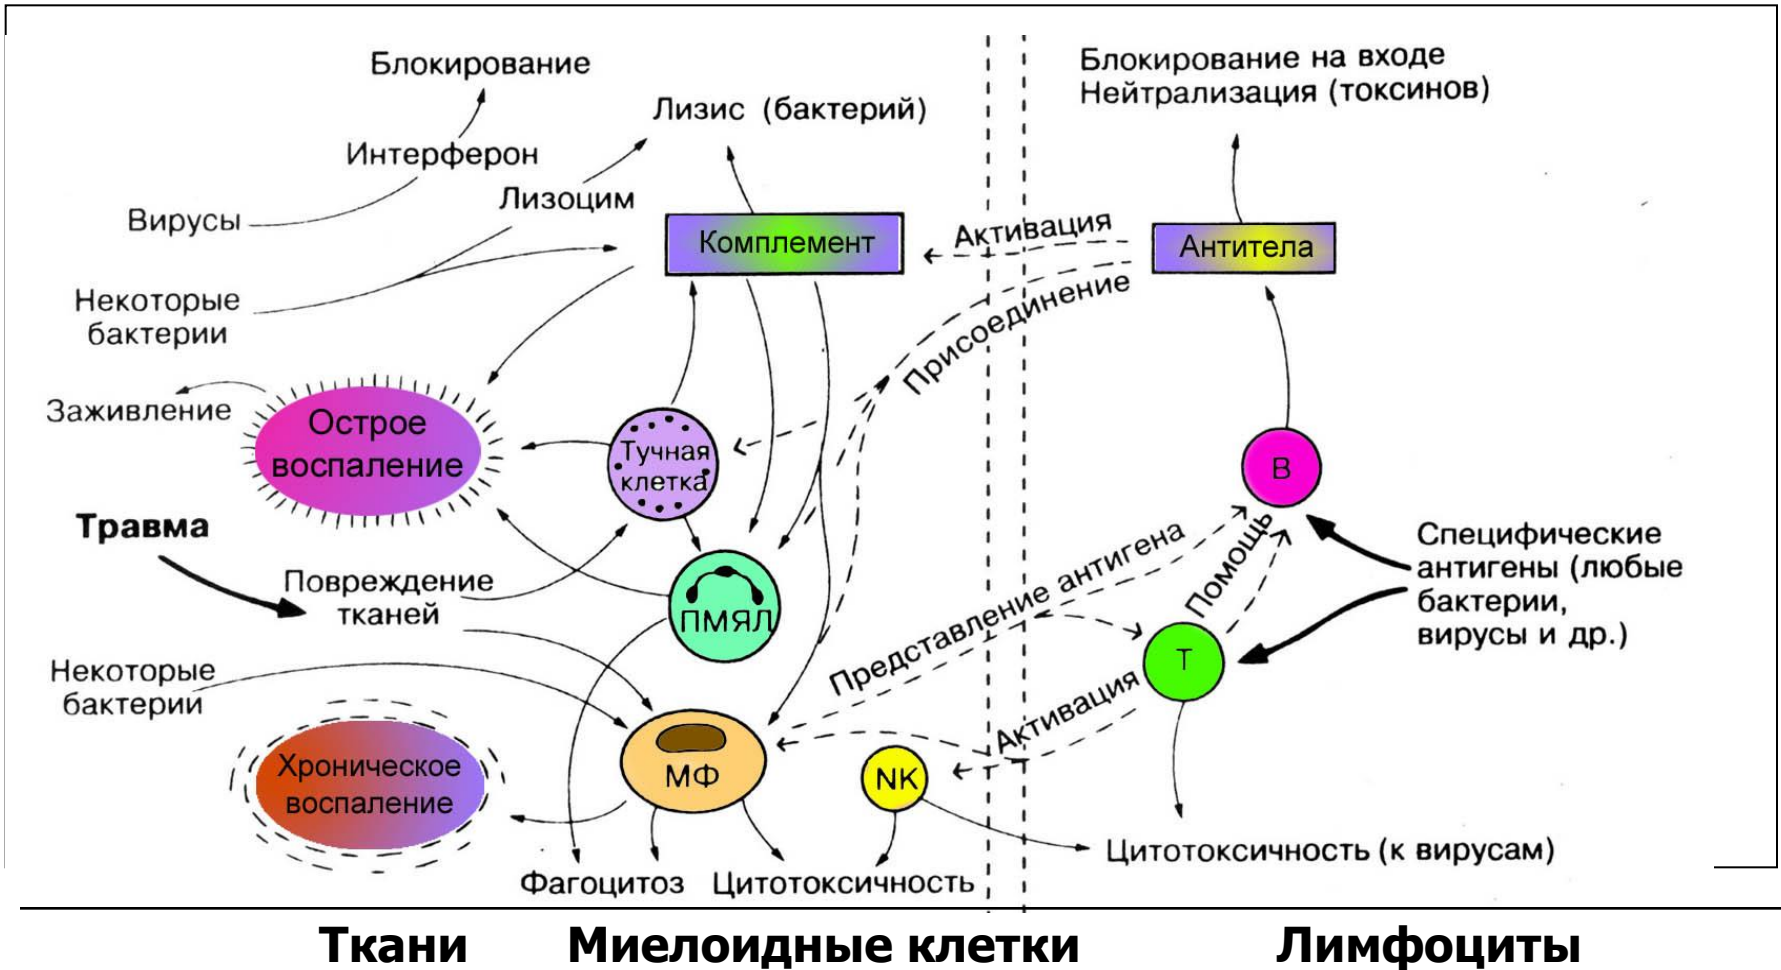 Блокирование
Интерферон
Вирусы
Лизис (бактерий)
Лизоцим
Некоторые
бактерии
Комплемент
Активация
Присоединение
Блокирование на входе
Нейтрализация (токсинов)
Антитела
Заживление
Острое
воспаление
Тучная
клетка
Травма
Повреждение
тканей
ПМЯЛ
B
Помощь
Представление антигена
T
Активация
Специфические
антигены (любые
бактерии,
вирусы и др.)
Некоторые
бактерии
Хроническое
воспаление
МФ
NK
Фагоцитоз
Цитотоксичность
Цитотоксичность (к вирусам)
Ткани
Миелоидные клетки
Лимфоциты